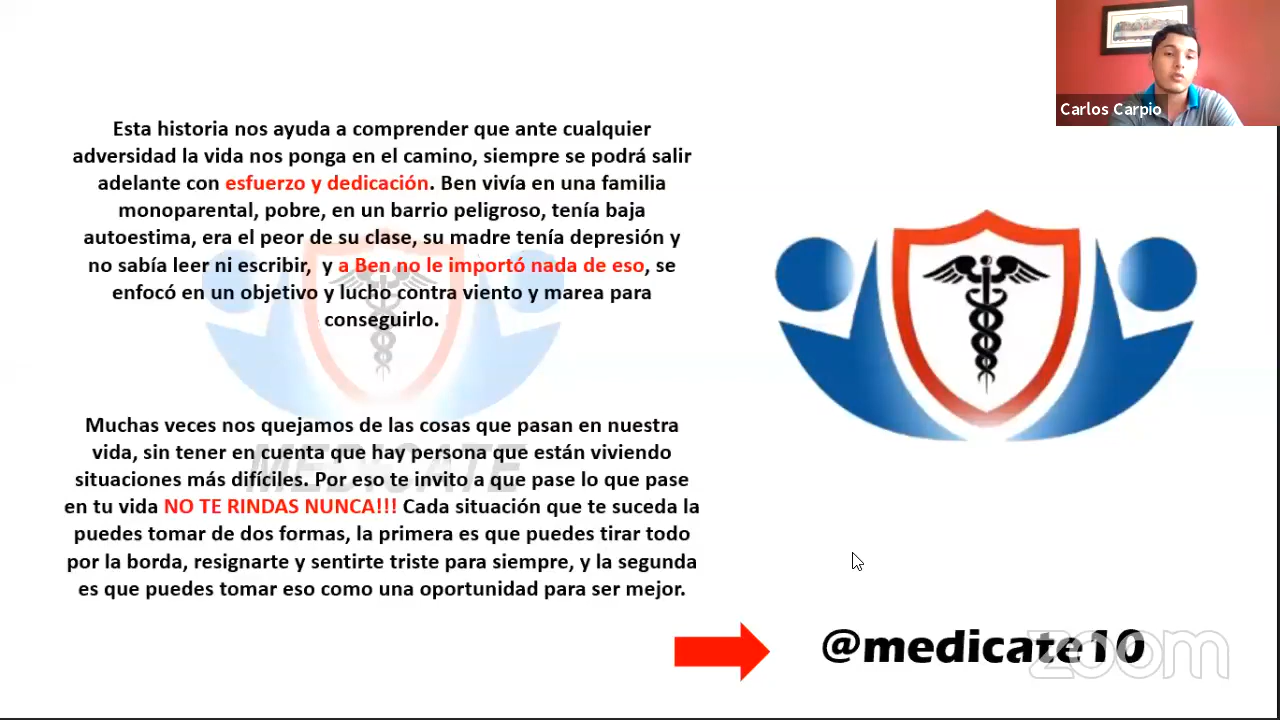 Esta historia nos ayuda a comprender que ante cualquier
adversidad la vida nos ponga en el camino, siempre se podrá salir
adelante con esfuerzo y dedicación. Ben vivía en una familia
monoparental, pobre, en un barrio peligroso, tenía baja
autoestima, era el peor de su clase, su madre tenía depresión y
no sabía leer ni escribir, y a Ben no le importó nada de eso, se
enfocó en un objetivo y lucho contra viento y marea para
conseguirlo.
Muchas veces nos quejamos de las cosas que pasan en nuestra
vida, sin tener en cuenta que hay persona que están viviendo
situaciones más difíciles. Por eso te invito a que pase lo que pase
en tu vida NO TE RINDAS NUNCA!!! Cada situación que te suceda la
puedes tomar de dos formas, la primera es que puedes tirar todo
por la borda, resignarte y sentirte triste para siempre, y la segunda
es que puedes tomar eso como una oportunidad para ser mejor.
MEDICATE
Carlos Carpio
@medicate10
zoom